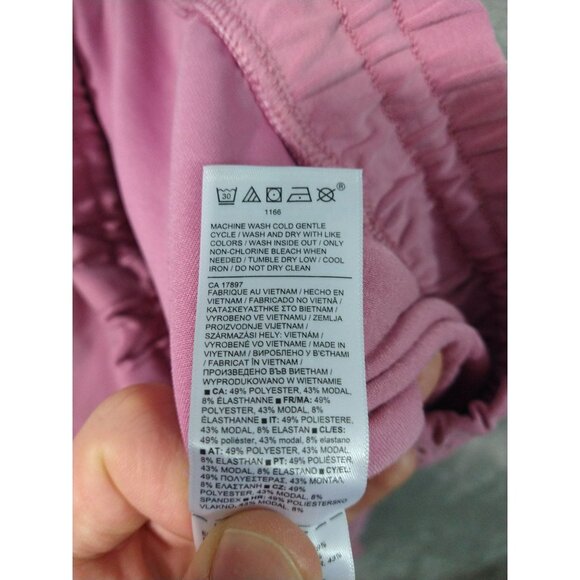 30
®
1166
MACHINE WASH COLD GENTLE
CYCLE / WASH AND DRY WITH LIKE
COLORS / WASH INSIDE OUT / ONLY
NON-CHLORINE BLEACH WHEN
NEEDED / TUMBLE DRY LOW / COOL
IRON / DO NOT DRY CLEAN
CA 17897
FABRIQUÉ AU VIETNAM / HECHO EN
VIETNAM / FABRICADO NO VIETNÃ /
ΚΑΤΑΣΚΕΥΑΣΤΗΚΕ ΣΤΟ ΒΙΕΤΝΑΜ /
VYROBENO VE VIETNAMU / ZEMLJA
PROIZVODNJE VIJETNAM /
SZÁRMAZÁSI HELY: VIETNÁM /
VYROBENÉ VO VIETNAME / MADE IN
VIYETNAM / ВИРОБЛЕНО У В'ЄТНАМІ
/ FABRICAT ÎN VIETNAM /
ПРОИЗВЕДЕНО ВЪВ ВИЕТНАМ /
WYPRODUKOWANO W WIETNAMIE
■ CA: 49% POLYESTER, 43% MODAL,
8% ÉLASTHANNE ■ FR/MA: 49%
POLYESTER, 43% MODAL, 8%
ÉLASTHANNE ■ IT: 49% POLIESTERE,
43% MODAL, 8% ELASTAN ■ CL/ES:
49% poliéster, 43% modal, 8% elastano
■ AT: 49% POLYESTER, 43% MODAL,
8% ELASTHAN ■ PT: 49% POLIÉSTER,
43% MODAL, 8% ELASTANO ■ CY/EL:
49% ΠΟΛΥΕΣΤΕΡΑΣ, 43% ΜΟΝΤΑΛ,
8% ΕΛΑΣΤΑΝΗ ■ CZ: 49%
POLYESTER, 43% MODAL, 8%
SPANDEX ■ HR: 49% POLIESTERSKO
VLAKNO, 43% MODAL, 8%
43%